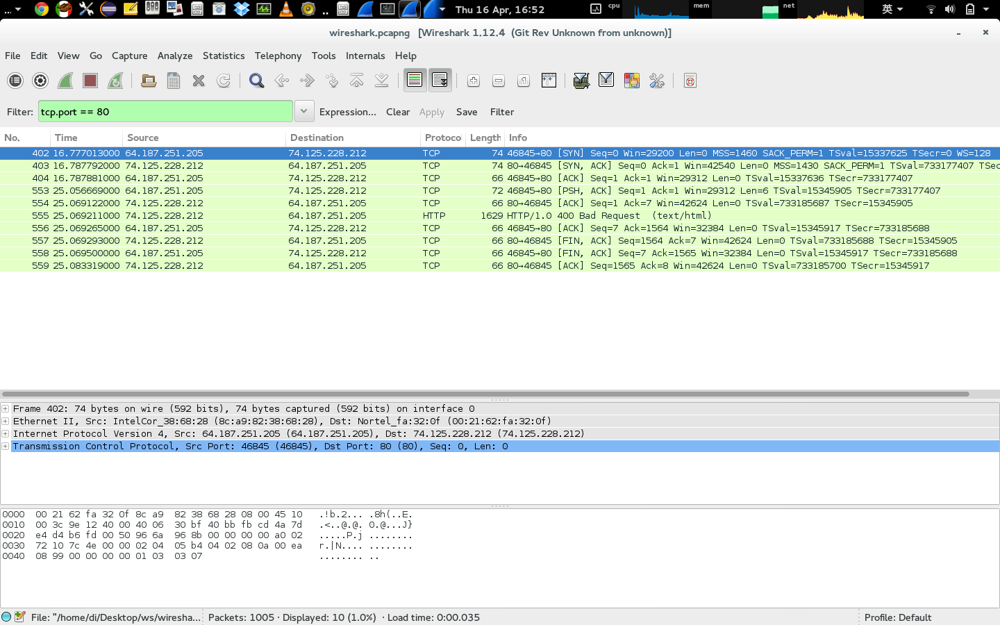 ... Thu 16 Apr, 16:52 cpu mem net 英
wireshark.pcapng [Wireshark 1.12.4 (Git Rev Unknown from unknown)]
File Edit View Go Capture Analyze Statistics Telephony Tools Internals Help
Filter: tcp.port == 80 Expression... Clear Apply Save Filter
No. Time Source Destination Protoco Length Info
402 16.777013000 64.187.251.205 74.125.228.212 TCP 74 46845→80 [SYN] Seq=0 Win=29200 Len=0 MSS=1460 SACK_PERM=1 TSval=15337625 TSecr=0 WS=128
403 16.787792000 74.125.228.212 64.187.251.205 TCP 74 80→46845 [SYN, ACK] Seq=0 Ack=1 Win=42540 Len=0 MSS=1430 SACK_PERM=1 TSval=733177407 TSec
404 16.787881000 64.187.251.205 74.125.228.212 TCP 66 46845→80 [ACK] Seq=1 Ack=1 Win=29312 Len=0 TSval=15337636 TSecr=733177407
553 25.056669000 64.187.251.205 74.125.228.212 TCP 72 46845→80 [PSH, ACK] Seq=1 Ack=1 Win=29312 Len=6 TSval=15345905 TSecr=733177407
554 25.069122000 74.125.228.212 64.187.251.205 TCP 66 80→46845 [ACK] Seq=1 Ack=7 Win=42624 Len=0 TSval=733185687 TSecr=15345905
555 25.069211000 74.125.228.212 64.187.251.205 HTTP 1629 HTTP/1.0 400 Bad Request (text/html)
556 25.069265000 64.187.251.205 74.125.228.212 TCP 66 46845→80 [ACK] Seq=7 Ack=1564 Win=32384 Len=0 TSval=15345917 TSecr=733185688
557 25.069293000 74.125.228.212 64.187.251.205 TCP 66 80→46845 [FIN, ACK] Seq=1564 Ack=7 Win=42624 Len=0 TSval=733185688 TSecr=15345905
558 25.069500000 64.187.251.205 74.125.228.212 TCP 66 46845→80 [FIN, ACK] Seq=7 Ack=1565 Win=32384 Len=0 TSval=15345917 TSecr=733185688
559 25.083319000 74.125.228.212 64.187.251.205 TCP 66 80→46845 [ACK] Seq=1565 Ack=8 Win=42624 Len=0 TSval=733185700 TSecr=15345917
Frame 402: 74 bytes on wire (592 bits), 74 bytes captured (592 bits) on interface 0
Ethernet II, Src: IntelCor_38:68:28 (8c:a9:82:38:68:28), Dst: Nortel_fa:32:0f (00:21:62:fa:32:0f)
Internet Protocol Version 4, Src: 64.187.251.205 (64.187.251.205), Dst: 74.125.228.212 (74.125.228.212)
Transmission Control Protocol, Src Port: 46845 (46845), Dst Port: 80 (80), Seq: 0, Len: 0
0000 00 21 62 fa 32 0f 8c a9 82 38 68 28 08 00 45 10 .!b.2... .8h(..E.
0010 00 3c 9e 12 40 00 40 06 30 bf 40 bb fb cd 4a 7d .<..@.@. 0.@...J}
0020 e4 d4 b6 fd 00 50 96 6a 96 8b 00 00 00 00 a0 02 .....P.j ........
0030 72 10 7c 4e 00 00 02 04 05 b4 04 02 08 0a 00 ea r.|N.... ........
0040 08 99 00 00 00 00 01 03 03 07 ........ ..
File: "/home/di/Desktop/ws/wiresha... Packets: 1005 · Displayed: 10 (1.0%) · Load time: 0:00.035 Profile: Default